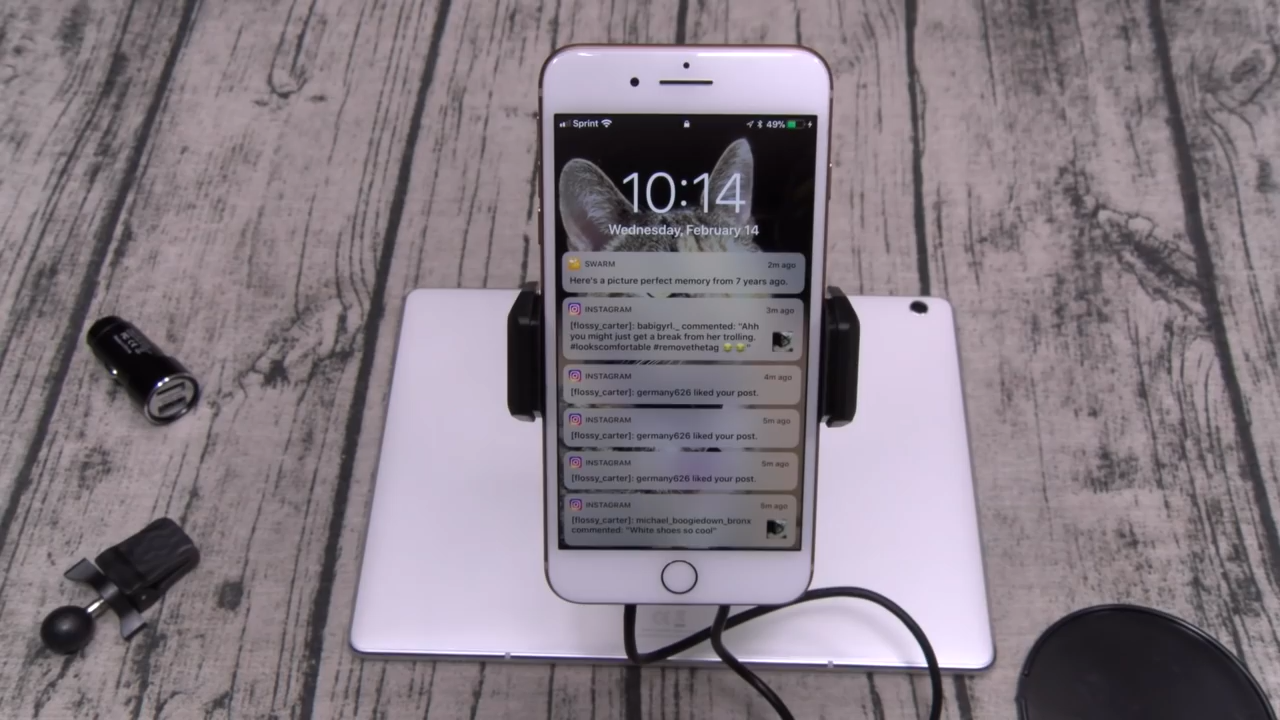 Sprint 49%
10:14
Wednesday, February 14
SWARM 2m ago
Here's a picture perfect memory from 7 years ago.
INSTAGRAM 3m ago
[flossy_carter]: babigyrl._ commented: "Ahh
you might just get a break from her trolling.
#lookscomfortable #removethetag 😂😂"
INSTAGRAM 4m ago
[flossy_carter]: germany626 liked your post.
INSTAGRAM 5m ago
[flossy_carter]: germany626 liked your post.
INSTAGRAM 5m ago
[flossy_carter]: germany626 liked your post.
INSTAGRAM 5m ago
[flossy_carter]: michael_boogiedown_bronx
commented: "White shoes so cool"